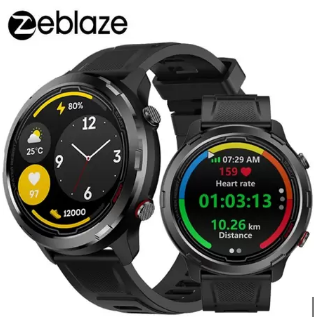 zeblaze
80%
25°C
97
12
3
6
9
12000
07:29 AM
159
Heart rate
01:03:13
10.26 km
Distance